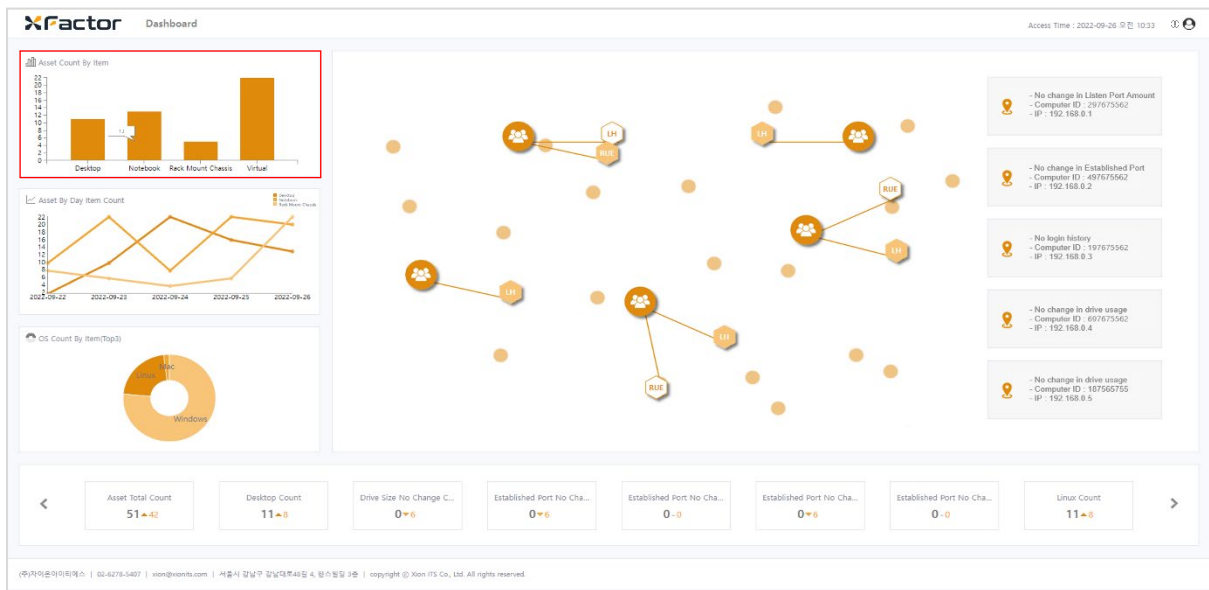 XFactor
Dashboard
Access Time : 2022-09-26 오전 10:33
Asset Count By Item
22
20
18
16
14
12
10
8
6
4
2
0
Desktop Notebook Rack Mount Chassis Virtual
Asset By Day Item Count
Desktop
Notebook
Rack Mount Chassis
22
20
18
16
14
12
10
8
6
4
2
2022-09-22 2022-09-23 2022-09-24 2022-09-25 2022-09-26
OS Count By Item(Top3)
Mac
Linux
Windows
LH
RUE
LH
RUE
LH
LH
LH
RUE
- No change in Listen Port Amount
- Computer ID : 297675562
- IP : 192.168.0.1
- No change in Established Port
- Computer ID : 497675562
- IP : 192.168.0.2
- No login history
- Computer ID : 197675562
- IP : 192.168.0.3
- No change in drive usage
- Computer ID : 697675562
- IP : 192.168.0.4
- No change in drive usage
- Computer ID : 187565755
- IP : 192.168.0.5
Asset Total Count
51▲42
Desktop Count
11▲8
Drive Size No Change C...
0▼6
Established Port No Cha...
0▼6
Established Port No Cha...
0-0
Established Port No Cha...
0▼6
Established Port No Cha...
0-0
Linux Count
11▲8
(주)자이온아이티에스 | 02-6278-5407 | xion@xionits.com | 서울시 강남구 강남대로48길 4, 3층 | copyright ⓒ Xion ITS Co., Ltd. All rights reserved.